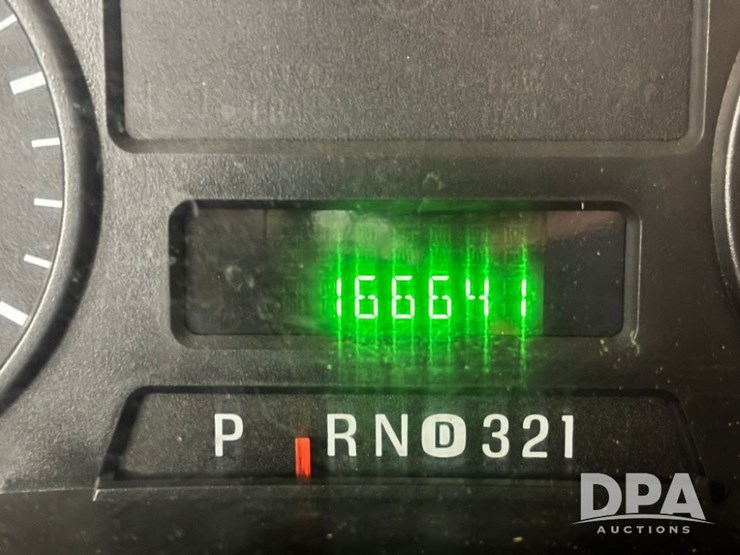 166641
P RND321
DPA
AUCTIONS